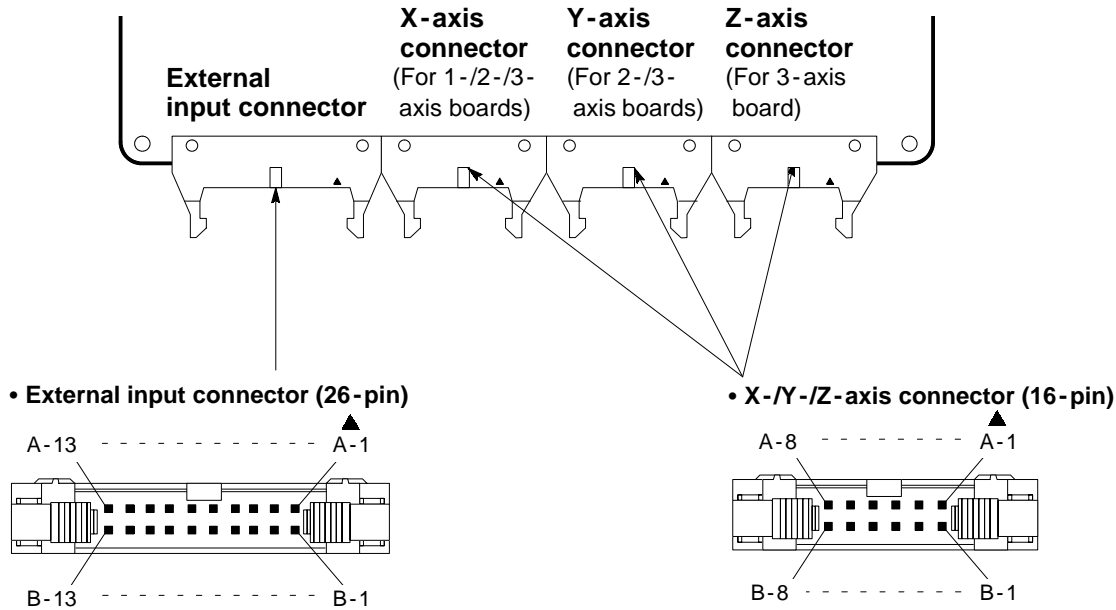 X-axis
connector
(For 1-/2-/3-
axis boards)
Y-axis
connector
(For 2-/3-
axis boards)
Z-axis
connector
(For 3-axis
board)
External
input connector
• External input connector (26-pin)
A-13 - - - - - - - - - - - A-1
B-13 - - - - - - - - - - - B-1
• X-/Y-/Z-axis connector (16-pin)
A-8 - - - - - - - A-1
B-8 - - - - - - - B-1